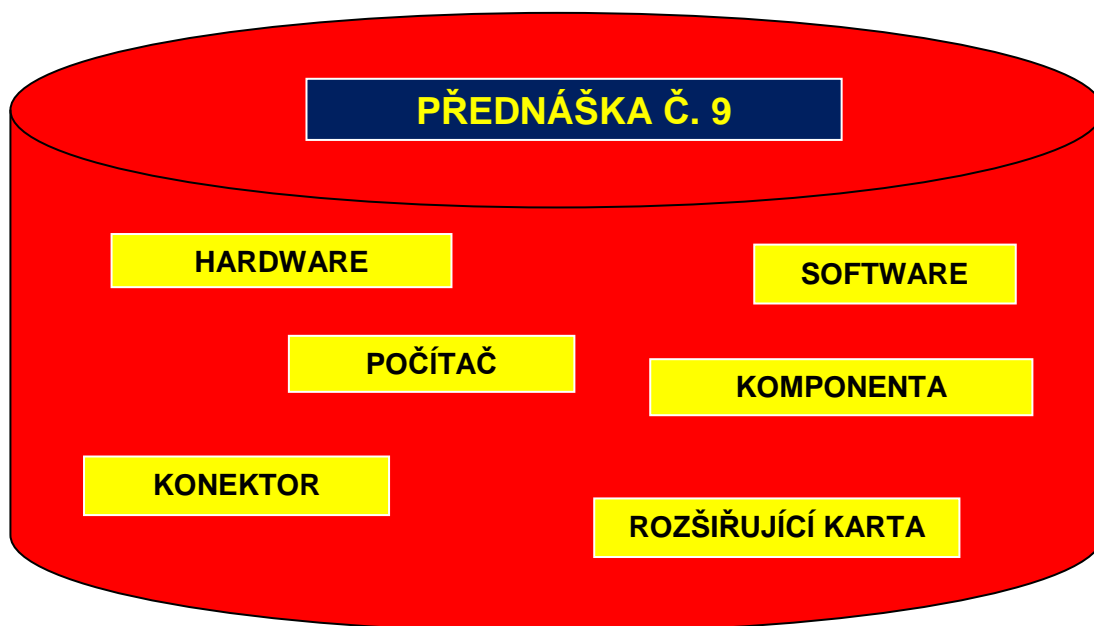 PŘEDNÁŠKA Č. 9
HARDWARE
SOFTWARE
POČÍTAČ
KOMPONENTA
KONEKTOR
ROZŠIŘUJÍCÍ KARTA